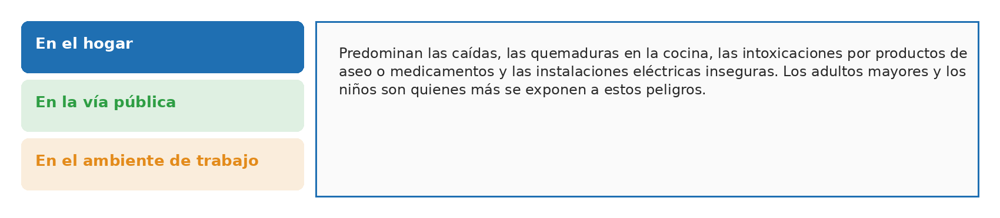 En el hogar
En la vía pública
En el ambiente de trabajo
Predominan las caídas, las quemaduras en la cocina, las intoxicaciones por productos de
aseo o medicamentos y las instalaciones eléctricas inseguras. Los adultos mayores y los
niños son quienes más se exponen a estos peligros.